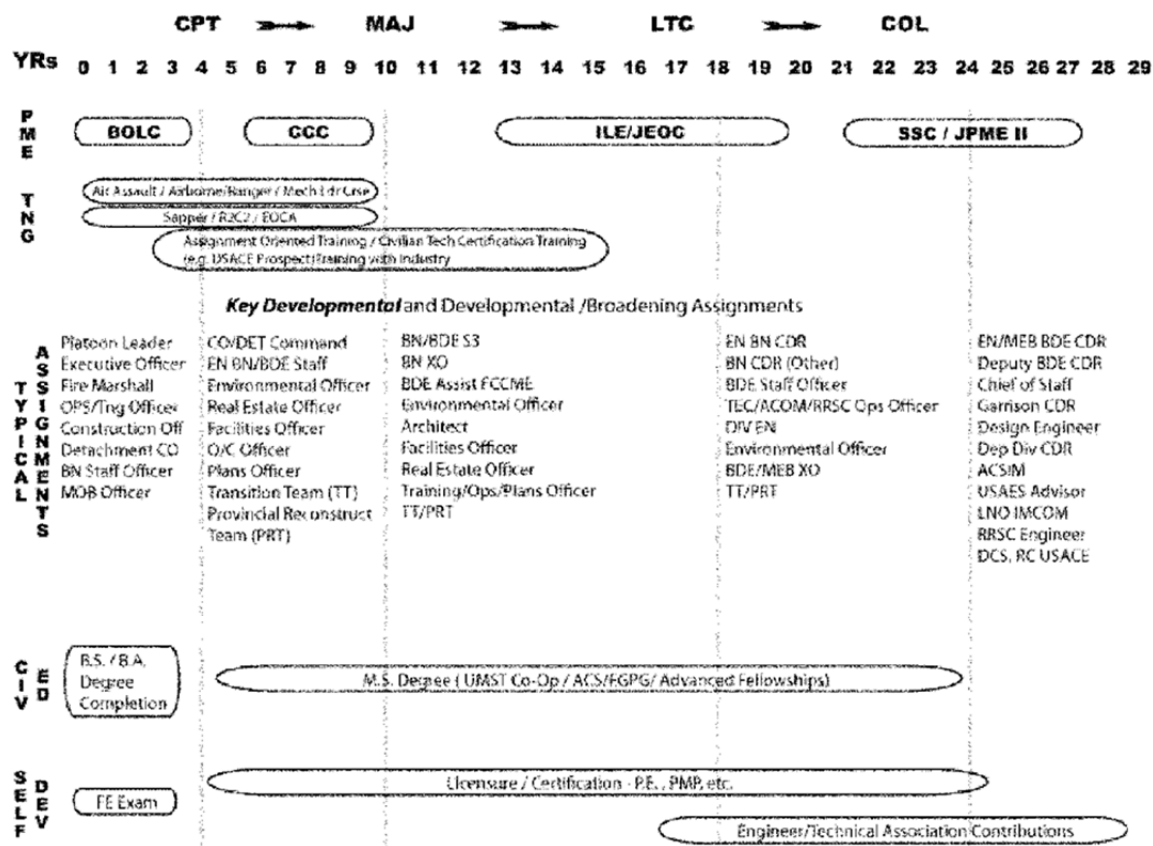 CPT MAJ LTC COL
YRs 0 1 2 3 4 5 6 7 8 9 10 11 12 13 14 15 16 17 18 19 20 21 22 23 24 25 26 27 28 29
PME
BOLC CCC ILE/JEOC SSC / JPME II
TNG
Air Assault / Airborne/Ranger / Mech Ldr Crse
Sapper / R2C2 / EOCA
Assignment Oriented Training / Civilian Tech Certification Training
(e.g. USACE Prospect)Training with Industry
Key Developmental and Developmental /Broadening Assignments
TYPICAL ASSIGNMENTS
Platoon Leader
Executive Officer
Fire Marshall
OPS/Tng Officer
Construction Off
Detachment CO
BN Staff Officer
MOB Officer
CO/DET Command
EN BN/BDE Staff
Environmental Officer
Real Estate Officer
Facilities Officer
O/C Officer
Plans Officer
Transition Team (TT)
Provincial Reconstruct
Team (PRT)
BN/BDE S3
BN XO
BDE Assist FCCME
Environmental Officer
Architect
Facilities Officer
Real Estate Officer
Training/Ops/Plans Officer
TT/PRT
EN BN CDR
BN CDR (Other)
BDE Staff Officer
TEC/ACOM/RRSC Ops Officer
DIV EN
Environmental Officer
BDE/MEB XO
TT/PRT
EN/MEB BDE CDR
Deputy BDE CDR
Chief of Staff
Garrison CDR
Design Engineer
Dep Div CDR
ACSIM
USAES Advisor
LNO IMCOM
RRSC Engineer
DCS, RC USACE
CIV ED
B.S. / B.A.
Degree
Completion
M.S. Degree ( UMST Co-Op / ACS/FGPG/ Advanced Fellowships)
SELF DEV
FE Exam
Licensure / Certification - P.E. , PMP, etc.
Engineer/Technical Association Contributions